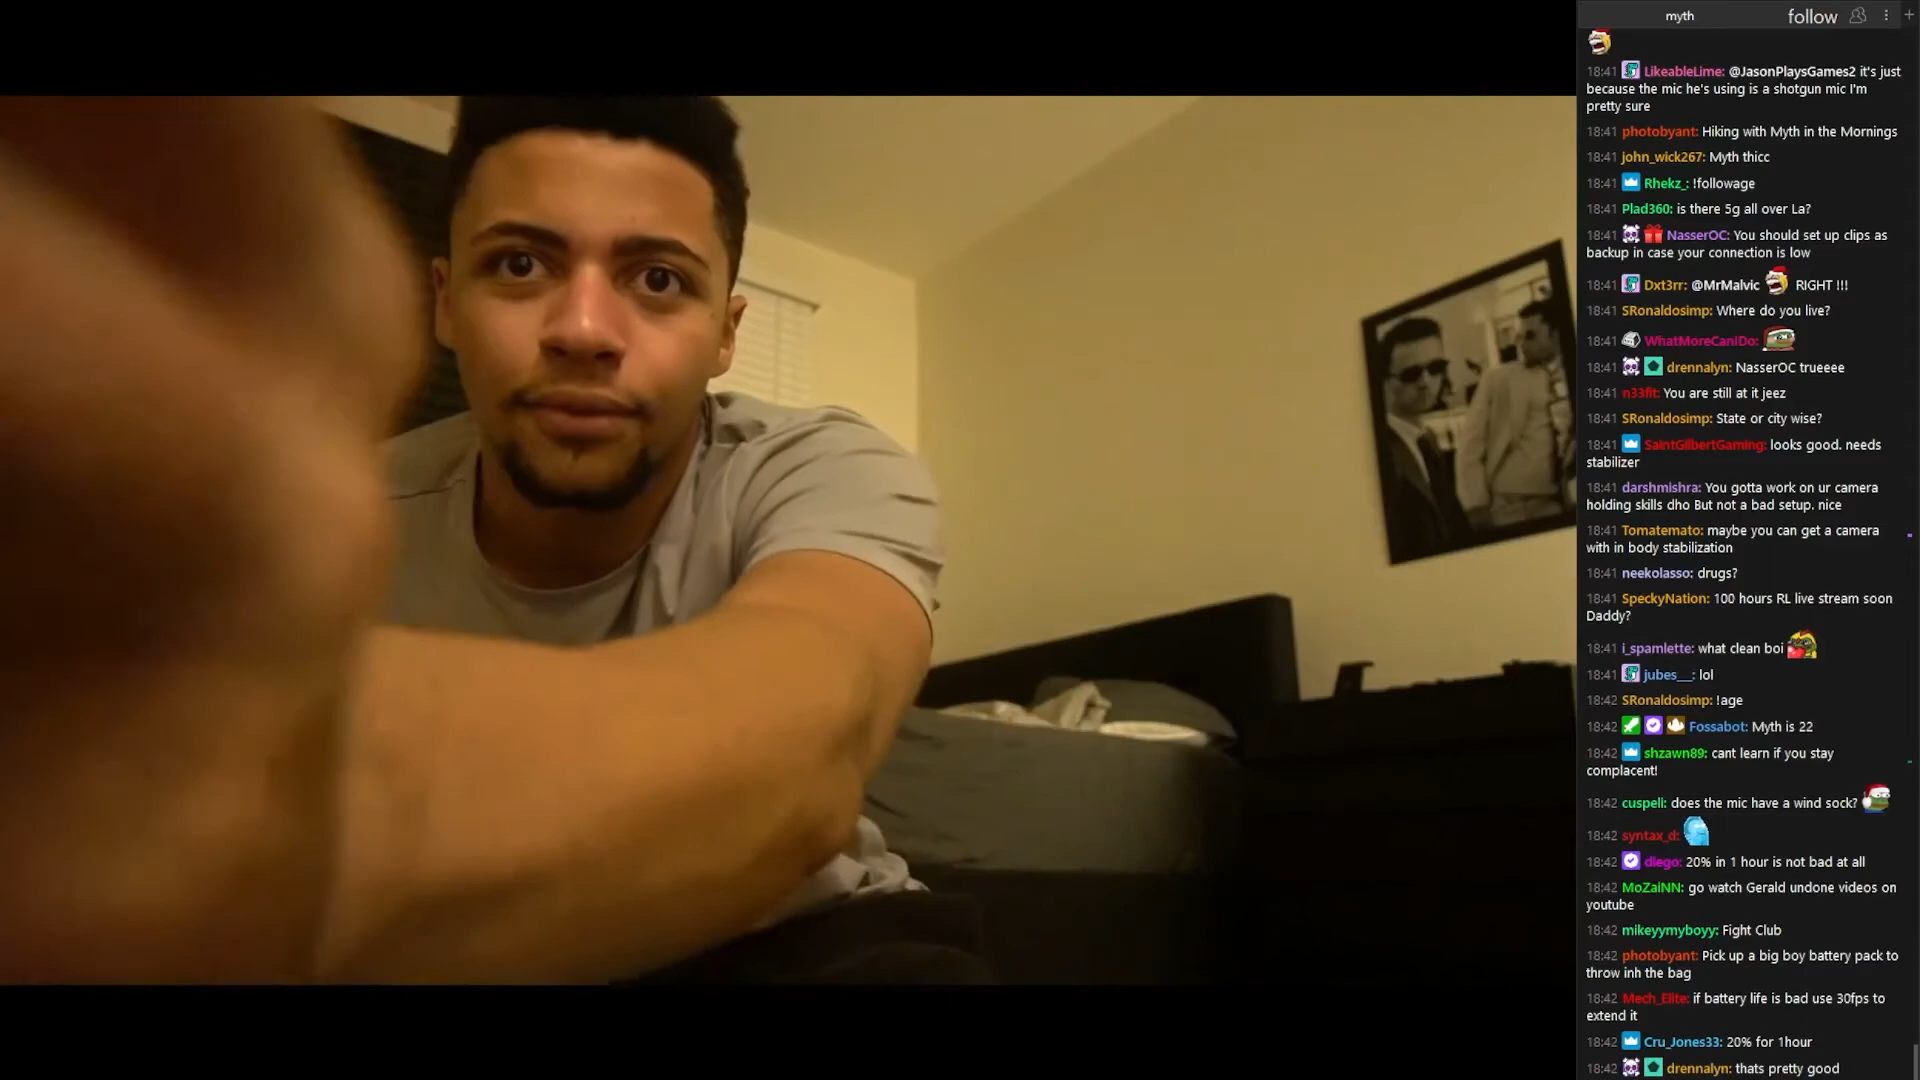 myth follow
18:41 LikeableLime: @JasonPlaysGames2 it's just
because the mic he's using is a shotgun mic I'm
pretty sure
18:41 photobyant: Hiking with Myth in the Mornings
18:41 john_wick267: Myth thicc
18:41 Rhekz_: !followage
18:41 Plad360: is there 5g all over La?
18:41 NasserOC: You should set up clips as
backup in case your connection is low
18:41 Dxt3rr: @MrMalvic RIGHT !!!
18:41 SRonaldosimp: Where do you live?
18:41 WhatMoreCanIDo:
18:41 drennalyn: NasserOC trueeee
18:41 n33fit: You are still at it jeez
18:41 SRonaldosimp: State or city wise?
18:41 SaintGilbertGaming: looks good. needs
stabilizer
18:41 darshmishra: You gotta work on ur camera
holding skills dho But not a bad setup. nice
18:41 Tomatemato: maybe you can get a camera
with in body stabilization
18:41 neekolasso: drugs?
18:41 SpeckyNation: 100 hours RL live stream soon
Daddy?
18:41 i_spamlette: what clean boi
18:41 jubes__: lol
18:42 SRonaldosimp: !age
18:42 Fossabot: Myth is 22
18:42 shzawn89: cant learn if you stay
complacent!
18:42 cuspeli: does the mic have a wind sock?
18:42 syntax_d:
18:42 diego: 20% in 1 hour is not bad at all
18:42 MoZaiNN: go watch Gerald undone videos on
youtube
18:42 mikeyymyboyy: Fight Club
18:42 photobyant: Pick up a big boy battery pack to
throw inh the bag
18:42 Mech_Elite: if battery life is bad use 30fps to
extend it
18:42 Cru_Jones33: 20% for 1hour
18:42 drennalyn: thats pretty good